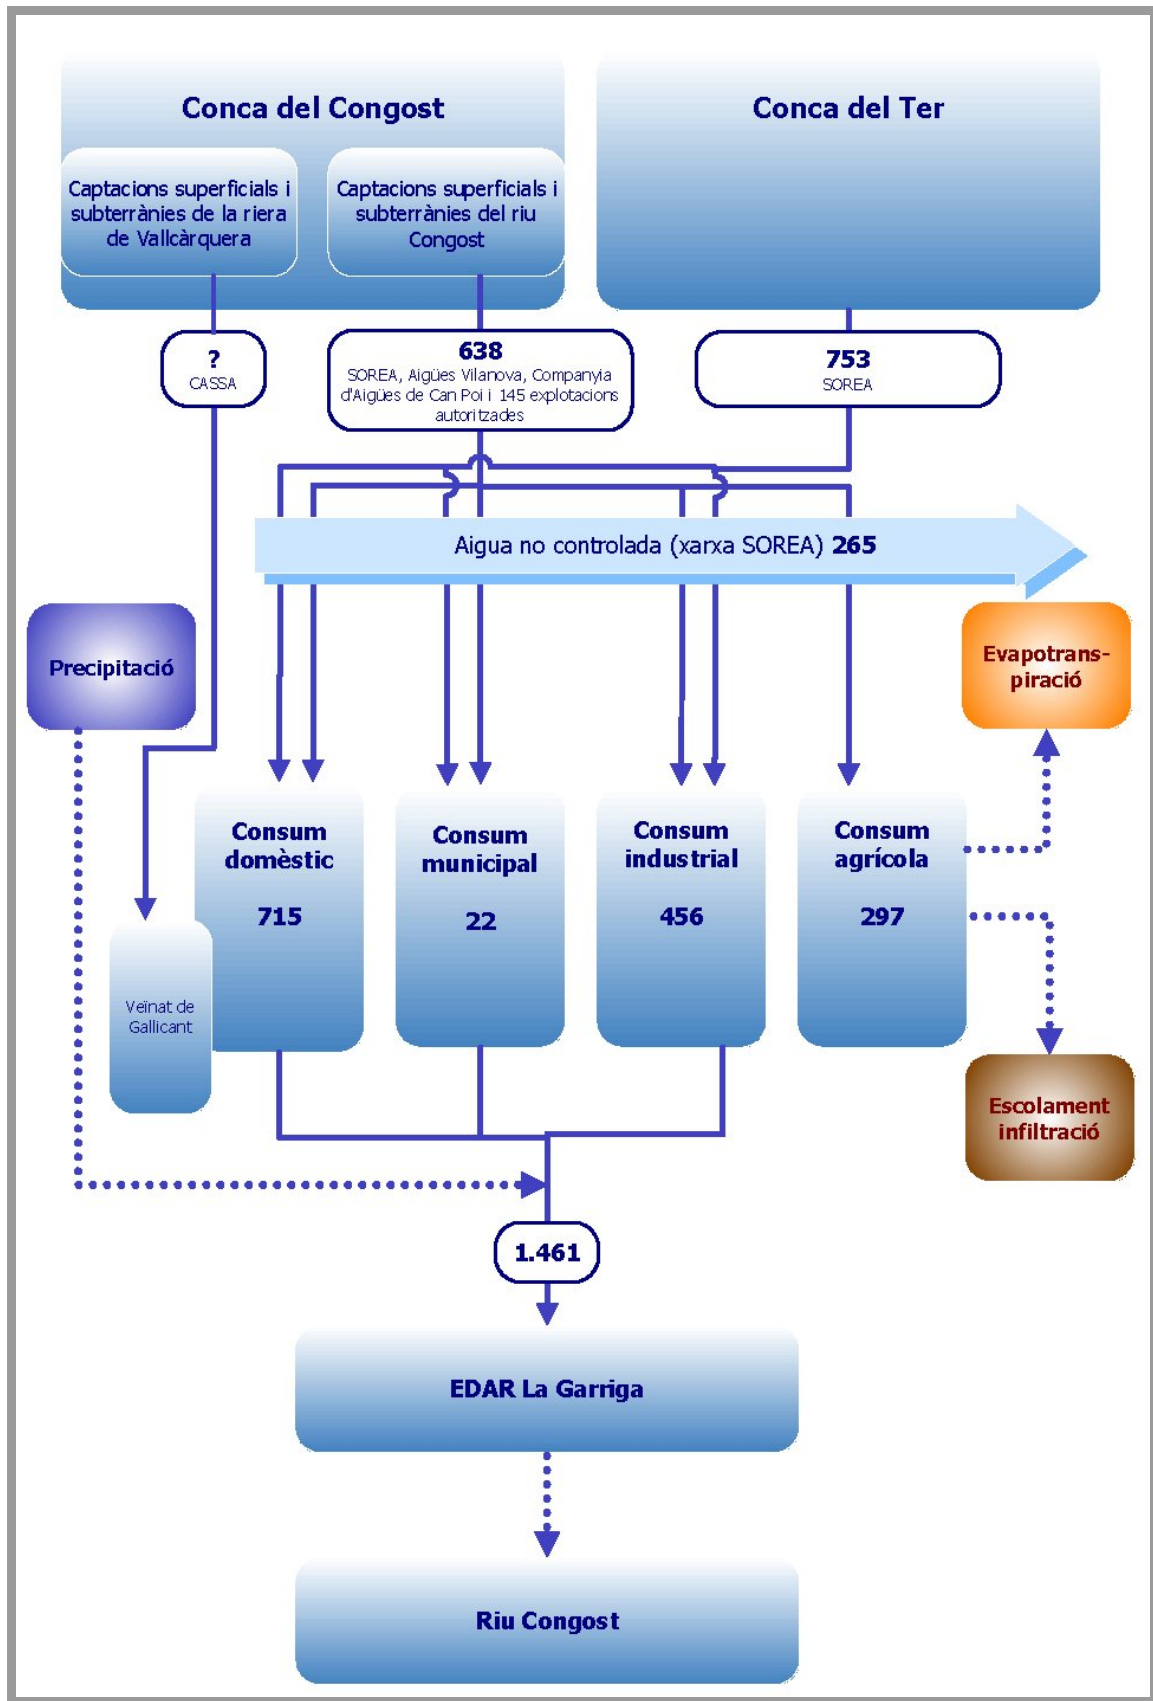 Conca del Congost
Conca del Ter
Captacions superficials i
subterrànies de la riera
de Vallcàrquera
Captacions superficials i
subterrànies del riu
Congost
?
CASSA
638
SOREA, Aigües Vilanova, Companyia
d'Aigües de Can Poi i 145 explotacions
autoritzades
753
SOREA
Aigua no controlada (xarxa SOREA) 265
Precipitació
Evapotrans-
piració
Consum
domèstic
715
Consum
municipal
22
Consum
industrial
456
Consum
agrícola
297
Veïnat de
Gallicant
Escolament
infiltració
1.461
EDAR La Garriga
Riu Congost